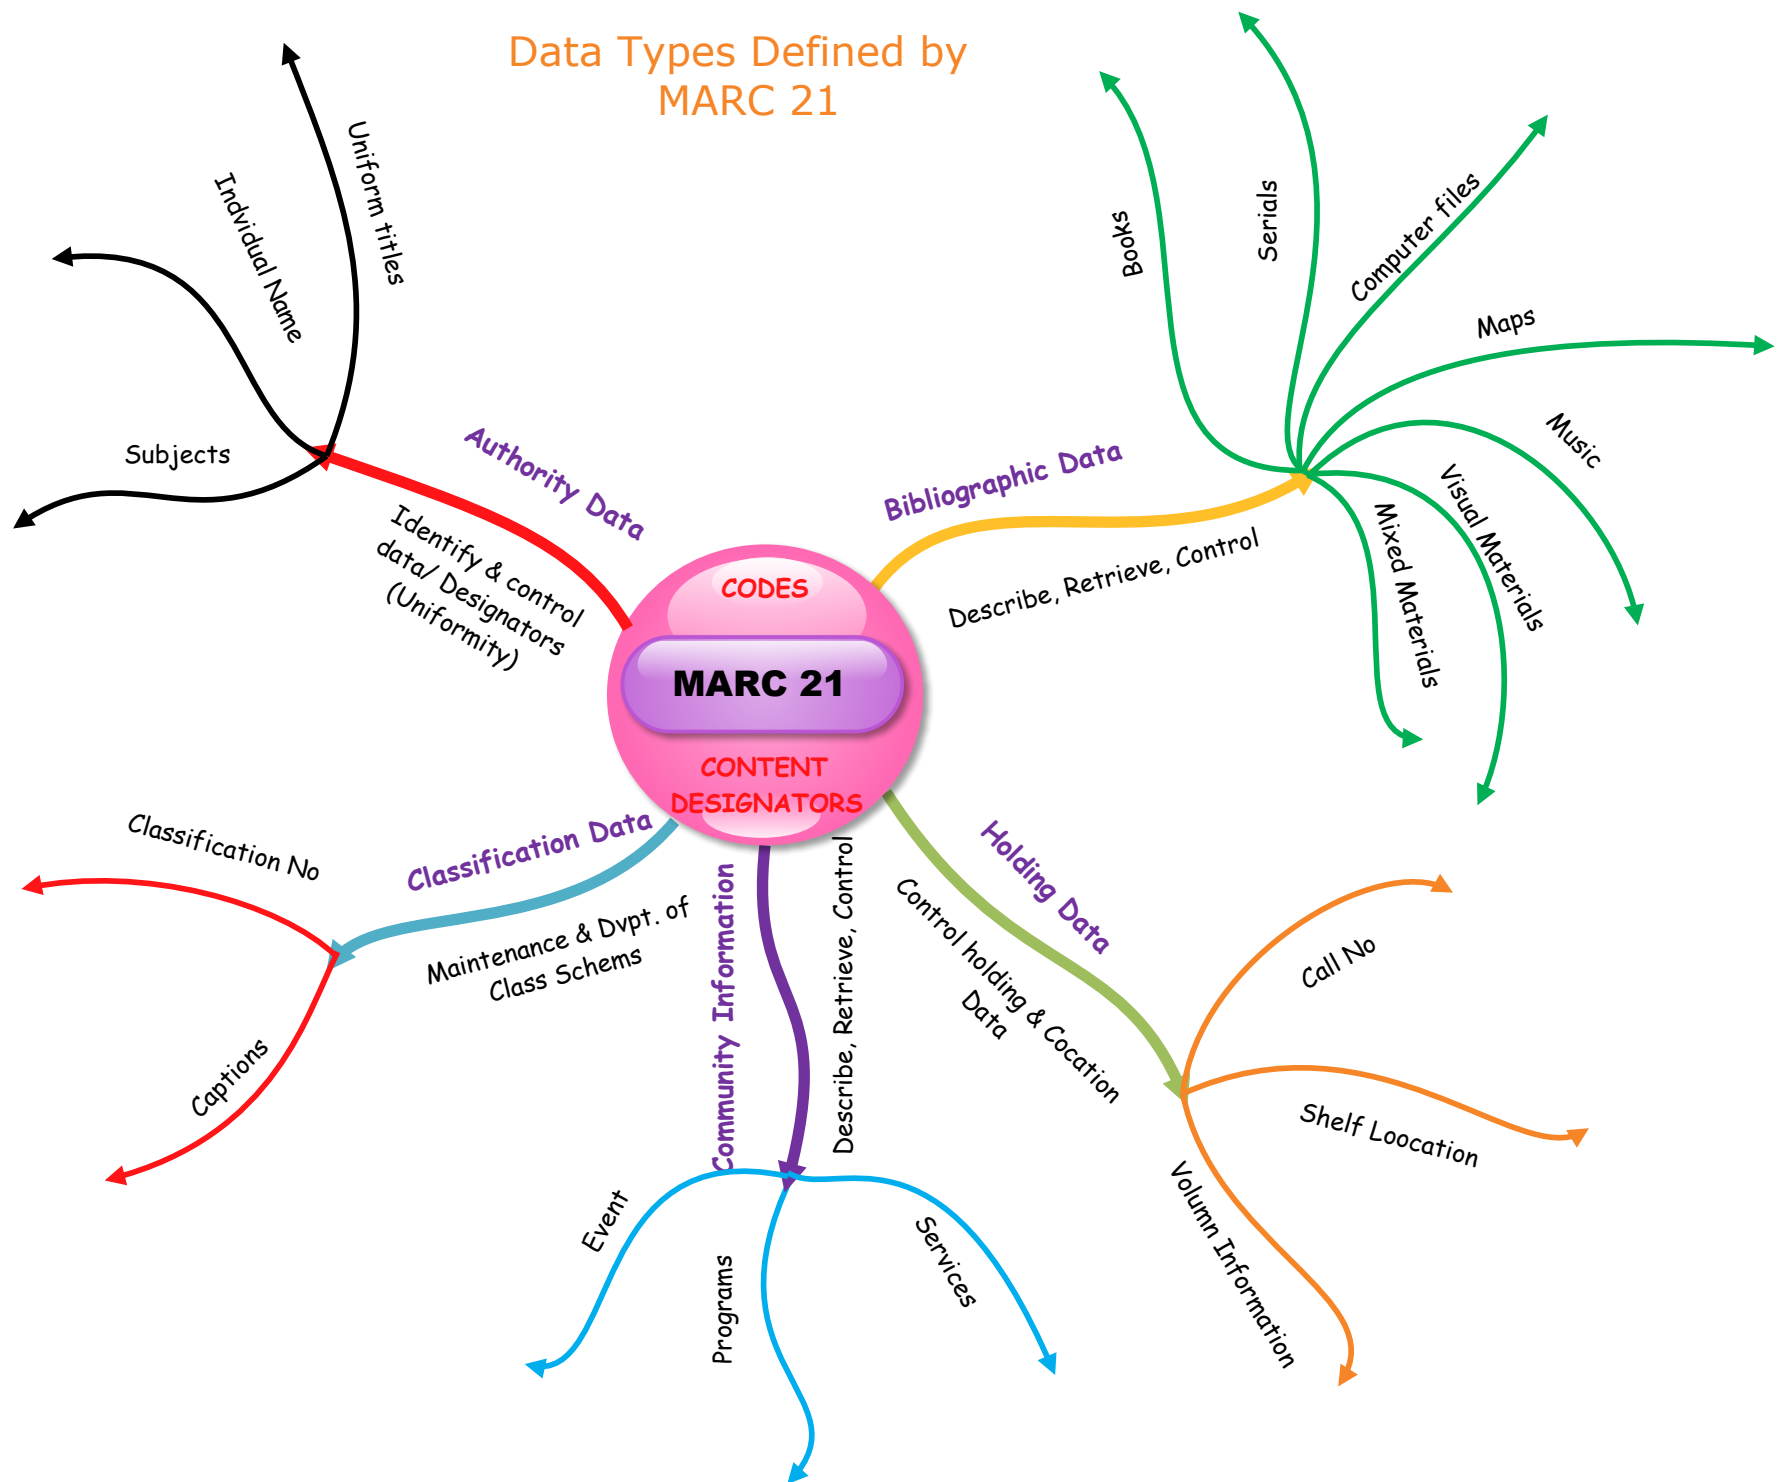 Data Types Defined by
MARC 21
Uniform titles
Indvidual Name
Subjects
Authority Data
Identify & control
data/ Designators
(Uniformity)
Books
Serials
Computer files
Maps
Music
Visual Materials
Mixed Materials
Bibliographic Data
Describe, Retrieve, Control
CODES
MARC 21
CONTENT
DESIGNATORS
Classification Data
Maintenance & Dvpt. of
Class Schems
Classification No
Captions
Community Information
Describe, Retrieve, Control
Event
Programs
Services
Holding Data
Control holding & Cocation
Data
Call No
Shelf Loocation
Volumn Information